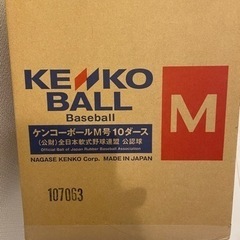 KENKO
BALL
Baseball
M
ケンコーボールM号10ダース
(公財)全日本軟式野球連盟 公認球
Official Ball of Japan Rubber Baseball Association
NAGASE KENKO Corp. MADE IN JAPAN
107063